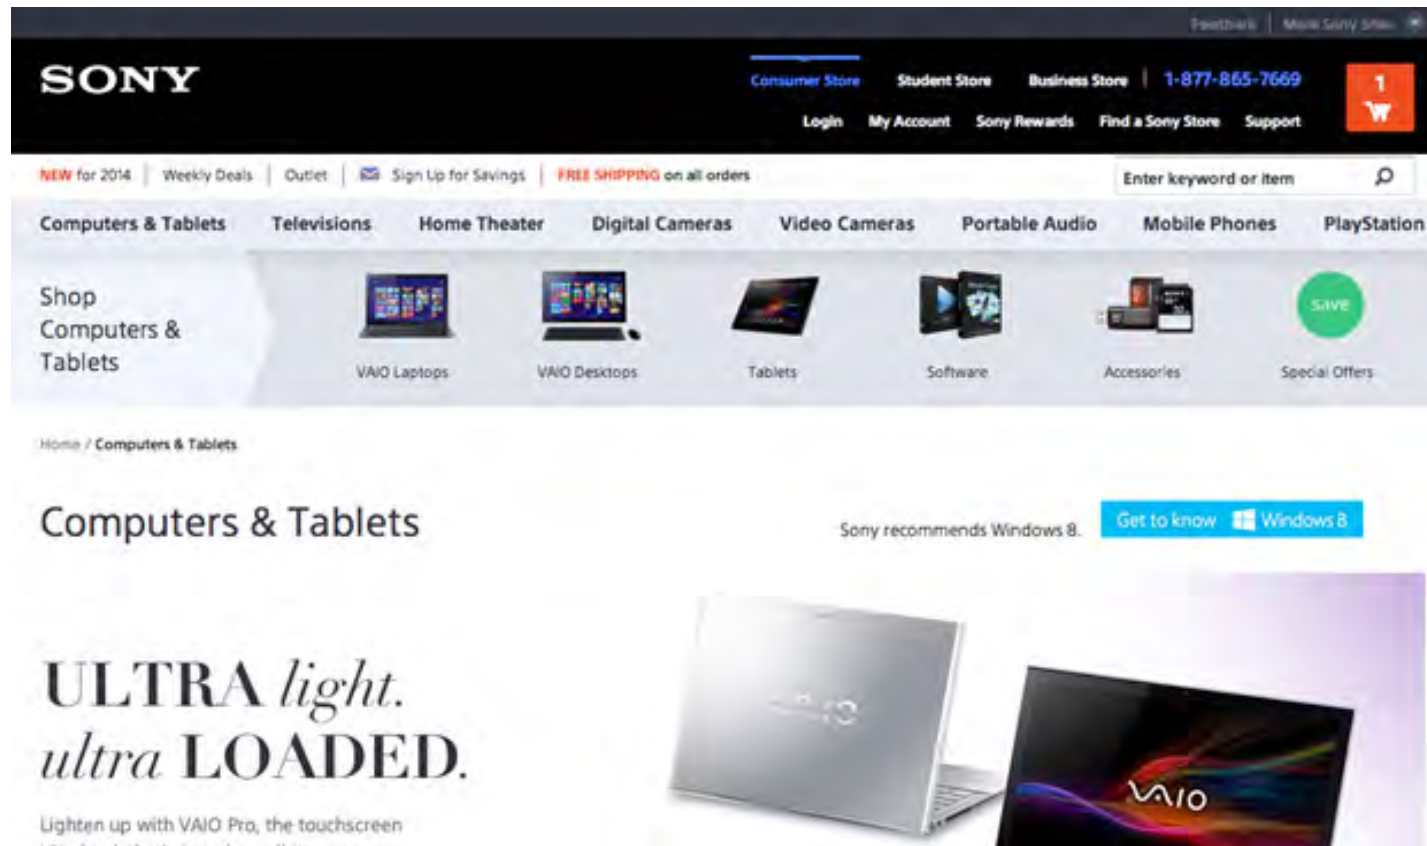 Feedback More Sony Sites
SONY
Consumer Store Student Store Business Store 1-877-865-7669
1
Login My Account Sony Rewards Find a Sony Store Support
NEW for 2014 Weekly Deals Outlet Sign Up for Savings FREE SHIPPING on all orders
Enter keyword or item
Computers & Tablets Televisions Home Theater Digital Cameras Video Cameras Portable Audio Mobile Phones PlayStation
Shop
Computers &
Tablets
save
VAIO Laptops VAIO Desktops Tablets Software Accessories Special Offers
Home / Computers & Tablets
Computers & Tablets
Sony recommends Windows 8.
Get to know Windows 8
ULTRA light.
ultra LOADED.
VAIO
Lighten up with VAIO Pro, the touchscreen